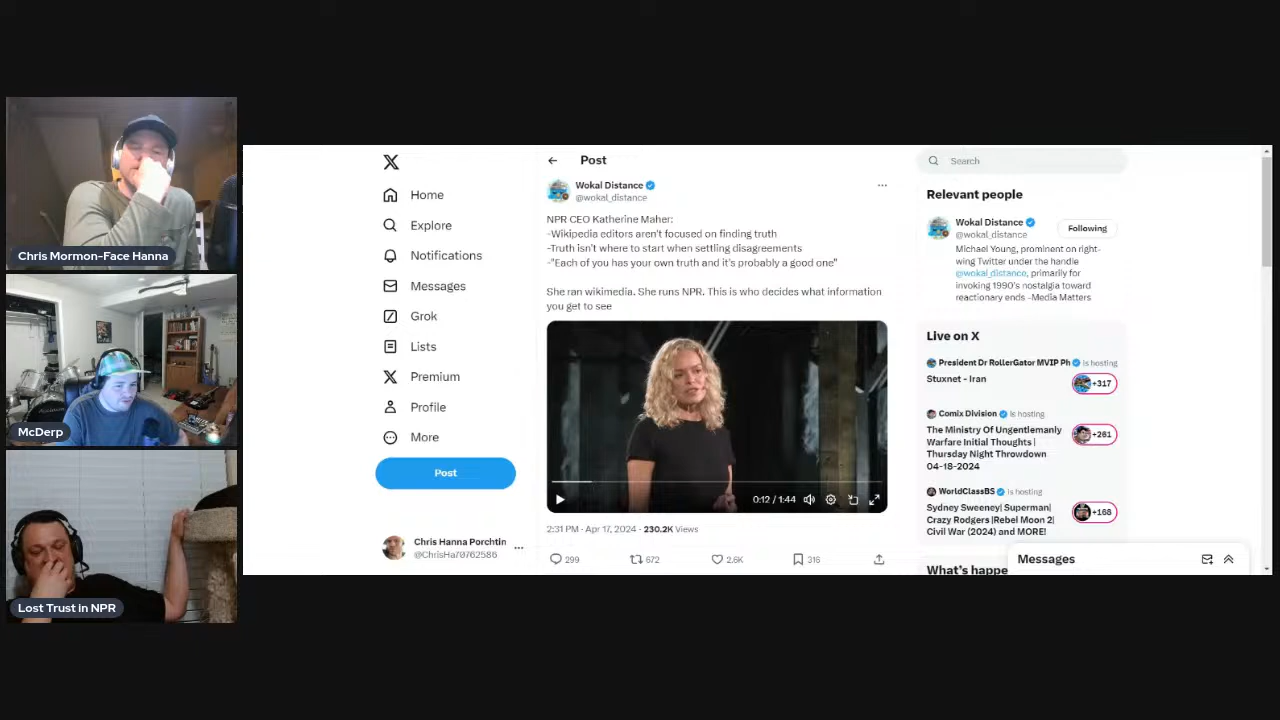 Chris Mormon-Face Hanna
McDerp
Lost Trust in NPR
X
Home
Explore
Notifications
Messages
Grok
Lists
Premium
Profile
More
Post
Chris Hanna Porchtin
@ChrisHa79762586
Post
Wokal Distance
@wokal_distance
NPR CEO Katherine Maher:
-Wikipedia editors aren't focused on finding truth
-Truth isn't where to start when settling disagreements
-"Each of you has your own truth and it's probably a good one"
She ran wikimedia. She runs NPR. This is who decides what information
you get to see
0:12 / 1:44
2:31 PM · Apr 17, 2024 · 230.2K Views
299
672
2.6K
316
Search
Relevant people
Wokal Distance
@wokal_distance
Following
Michael Young, prominent on right-
wing Twitter under the handle
@wokal_distance, primarily for
invoking 1990's nostalgia toward
reactionary ends -Media Matters
Live on X
President Dr RollerGator MVIP Ph is hosting
Stuxnet - Iran
+317
Comix Division is hosting
The Ministry Of Ungentlemanly
Warfare Initial Thoughts |
Thursday Night Throwdown
04-18-2024
+261
WorldClassBS is hosting
Sydney Sweeney| Superman|
Crazy Rodgers |Rebel Moon 2|
Civil War (2024) and MORE!
+168
What's happe
Messages